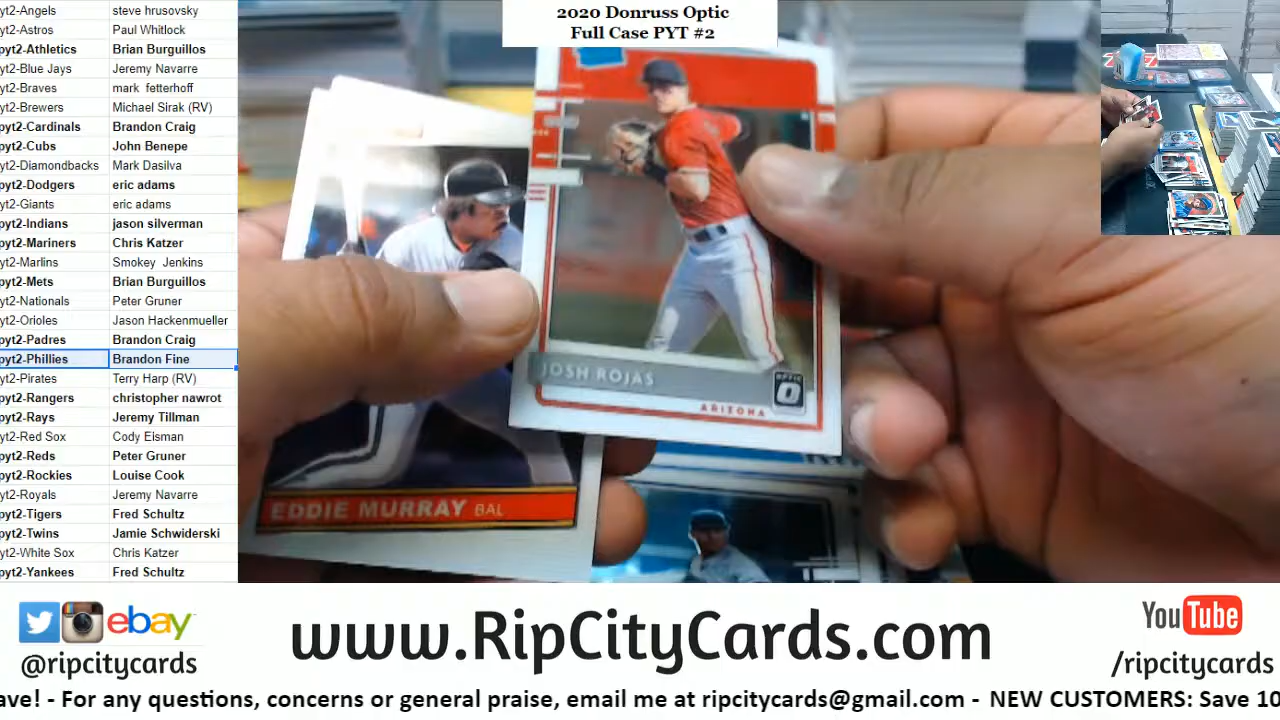 2020 Donruss Optic
Full Case PYT #2
yt2-Angels steve hrusovsky
yt2-Astros Paul Whitlock
pyt2-Athletics Brian Burguillos
yt2-Blue Jays Jeremy Navarre
yt2-Braves mark fetterhoff
yt2-Brewers Michael Sirak (RV)
pyt2-Cardinals Brandon Craig
pyt2-Cubs John Benepe
yt2-Diamondbacks Mark Dasilva
pyt2-Dodgers eric adams
yt2-Giants eric adams
pyt2-Indians jason silverman
pyt2-Mariners Chris Katzer
yt2-Marlins Smokey Jenkins
pyt2-Mets Brian Burguillos
yt2-Nationals Peter Gruner
yt2-Orioles Jason Hackenmueller
pyt2-Padres Brandon Craig
pyt2-Phillies Brandon Fine
yt2-Pirates Terry Harp (RV)
pyt2-Rangers christopher nawrot
pyt2-Rays Jeremy Tillman
yt2-Red Sox Cody Elsman
pyt2-Reds Peter Gruner
pyt2-Rockies Louise Cook
yt2-Royals Jeremy Navarre
pyt2-Tigers Fred Schultz
pyt2-Twins Jamie Schwiderski
yt2-White Sox Chris Katzer
pyt2-Yankees Fred Schultz
JOSH ROJAS
OPTIC
ARIZONA
EDDIE MURRAY BAL
ebay
@ripcitycards
www.RipCityCards.com
YouTube
/ripcitycards
ave! - For any questions, concerns or general praise, email me at ripcitycards@gmail.com - NEW CUSTOMERS: Save 10